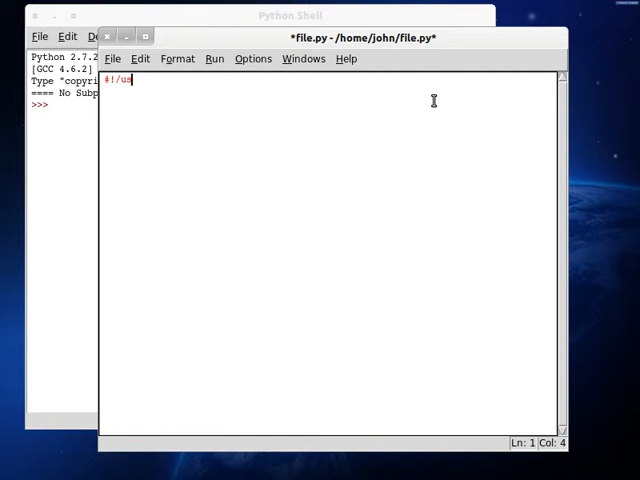 Python Shell
File Edit
Python 2.7.2
[GCC 4.6.2]
Type "copyri
==== No Subp
>>>
*file.py - /home/john/file.py*
File Edit Format Run Options Windows Help
#!/us
Ln: 1 Col: 4